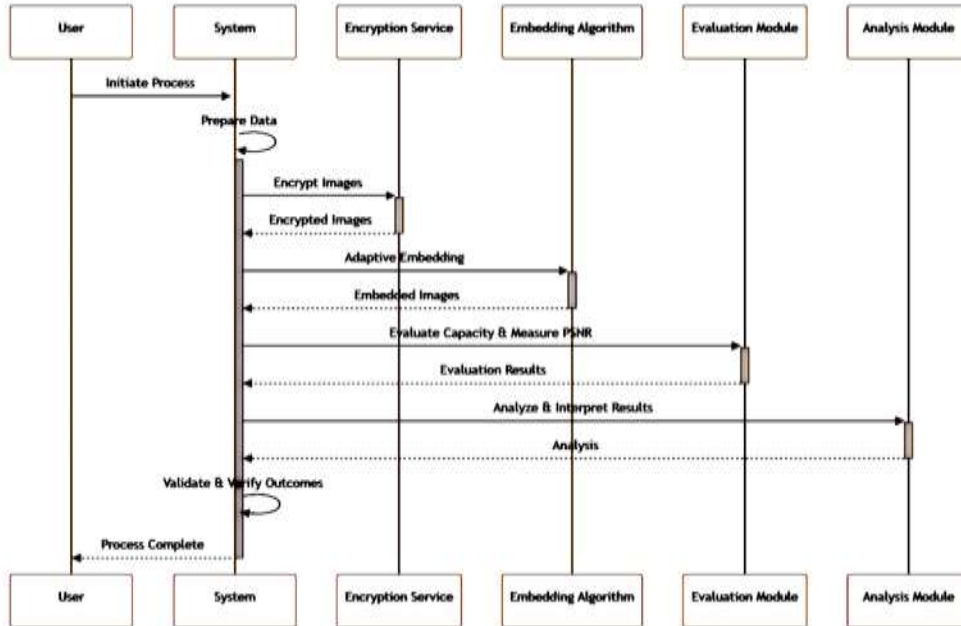 User System Encryption Service Embedding Algorithm Evaluation Module Analysis Module
Initiate Process
Prepare Data
Encrypt Images
Encrypted Images
Adaptive Embedding
Embedded Images
Evaluate Capacity & Measure PSNR
Evaluation Results
Analyze & Interpret Results
Analysis
Validate & Verify Outcomes
Process Complete
User System Encryption Service Embedding Algorithm Evaluation Module Analysis Module